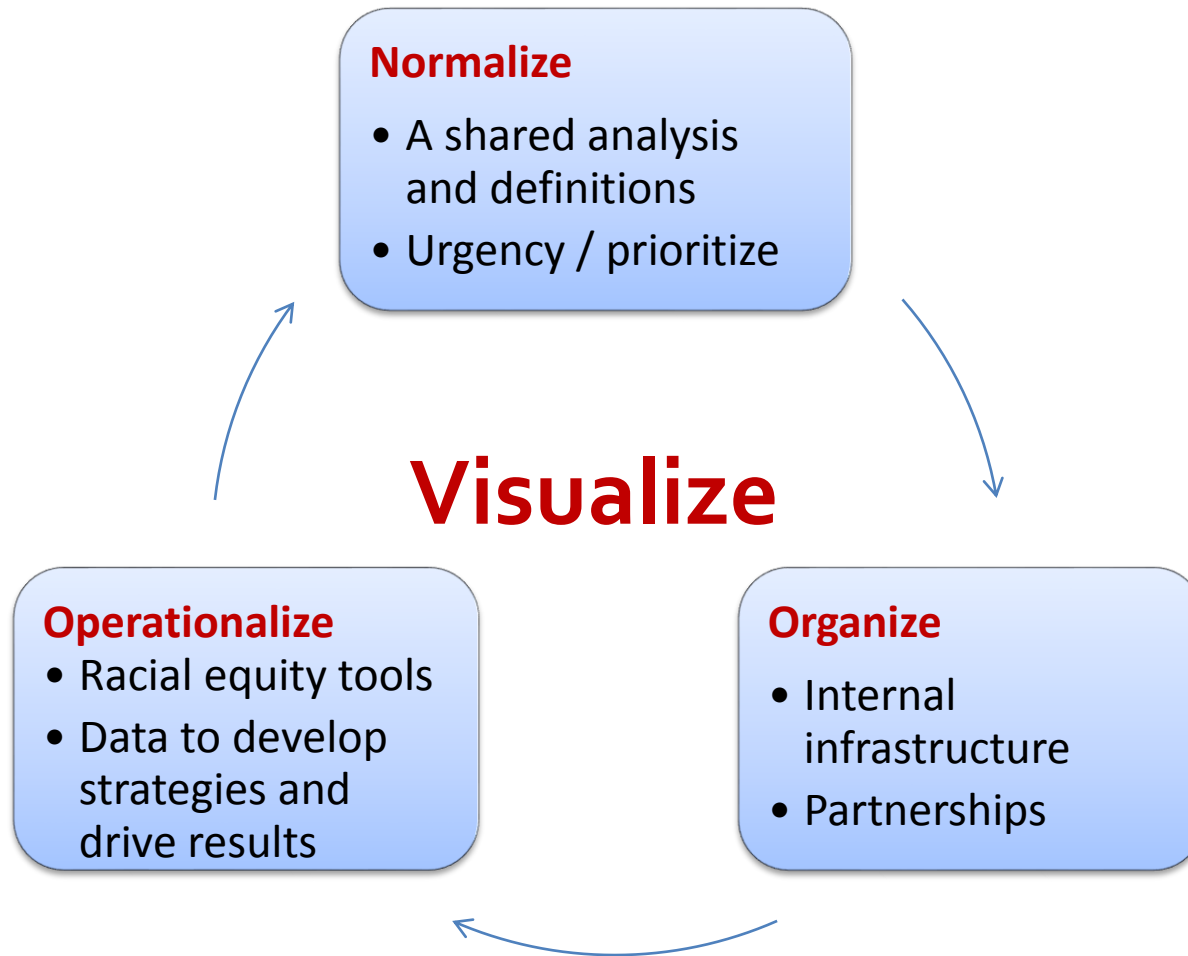 Normalize
• A shared analysis
and definitions
• Urgency / prioritize
Visualize
Operationalize
• Racial equity tools
• Data to develop
strategies and
drive results
Organize
• Internal
infrastructure
• Partnerships